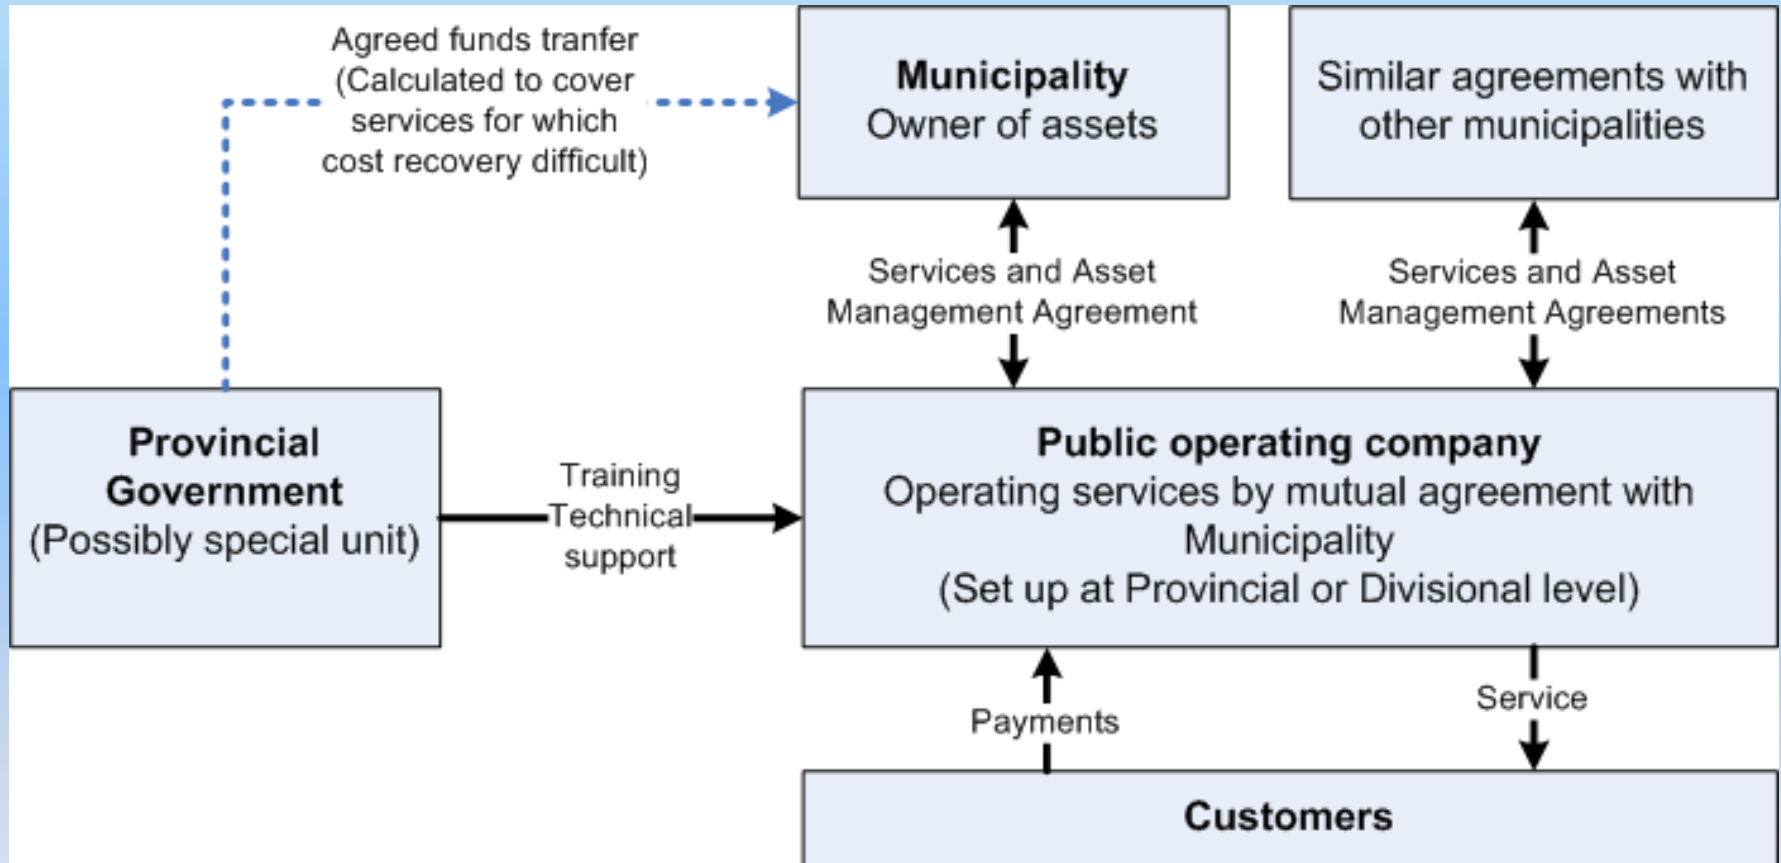 Agreed funds tranfer
(Calculated to cover
services for which
cost recovery difficult)
Municipality
Owner of assets
Similar agreements with
other municipalities
Services and Asset
Management Agreement
Services and Asset
Management Agreements
Provincial
Government
(Possibly special unit)
Training
Technical
support
Public operating company
Operating services by mutual agreement with
Municipality
(Set up at Provincial or Divisional level)
Payments
Service
Customers